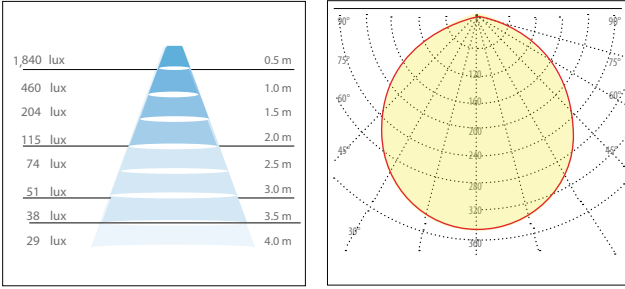 1,840 lux 0.5 m
460 lux 1.0 m
204 lux 1.5 m
115 lux 2.0 m
74 lux 2.5 m
51 lux 3.0 m
38 lux 3.5 m
29 lux 4.0 m
90° 90°
75° 75°
120
60° 60°
160
200
45° 45°
240
280
320
30°
360